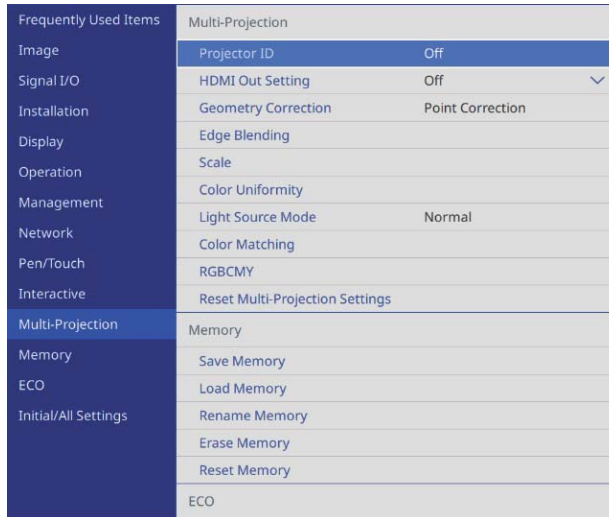 Frequently Used Items
Image
Signal I/O
Installation
Display
Operation
Management
Network
Pen/Touch
Interactive
Multi-Projection
Memory
ECO
Initial/All Settings
Multi-Projection
Projector ID Off
HDMI Out Setting Off
Geometry Correction Point Correction
Edge Blending
Scale
Color Uniformity
Light Source Mode Normal
Color Matching
RGBCMY
Reset Multi-Projection Settings
Memory
Save Memory
Load Memory
Rename Memory
Erase Memory
Reset Memory
ECO